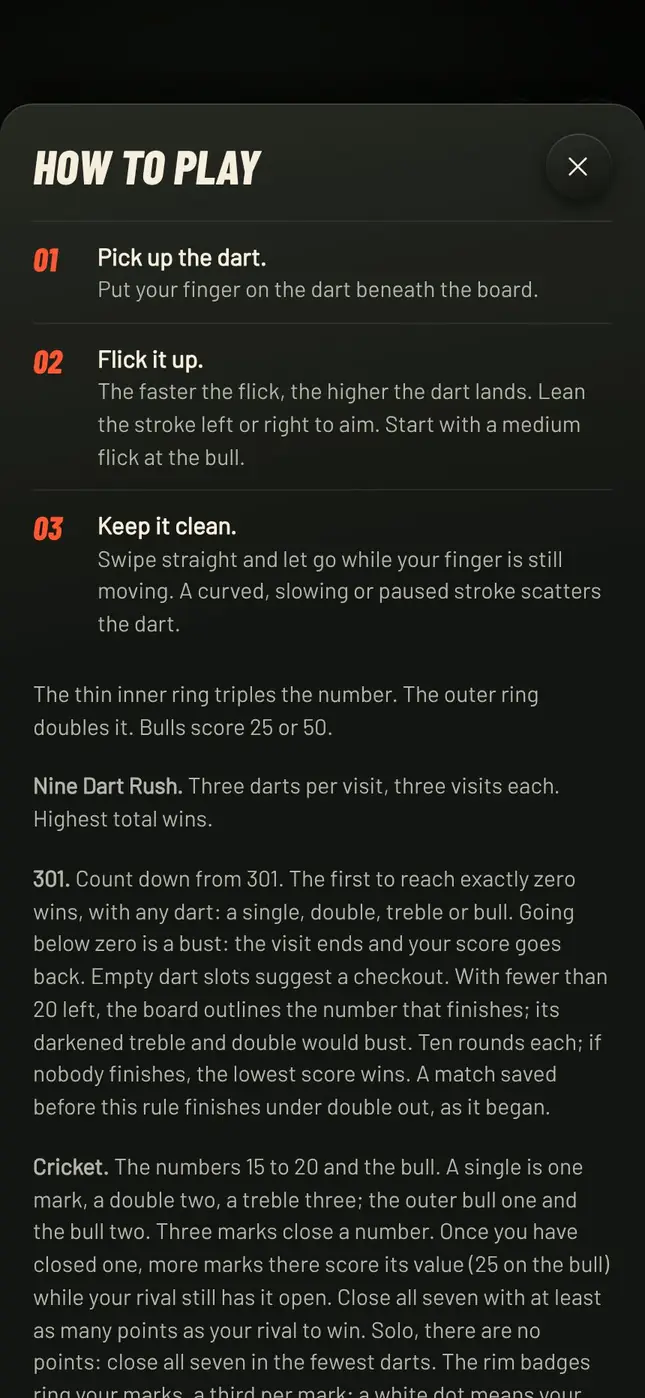 HOW TO PLAY
01
Pick up the dart.
Put your finger on the dart beneath the board.
02
Flick it up.
The faster the flick, the higher the dart lands. Lean
the stroke left or right to aim. Start with a medium
flick at the bull.
03
Keep it clean.
Swipe straight and let go while your finger is still
moving. A curved, slowing or paused stroke scatters
the dart.
The thin inner ring triples the number. The outer ring
doubles it. Bulls score 25 or 50.
Nine Dart Rush. Three darts per visit, three visits each.
Highest total wins.
301. Count down from 301. The first to reach exactly zero
wins, with any dart: a single, double, treble or bull. Going
below zero is a bust: the visit ends and your score goes
back. Empty dart slots suggest a checkout. With fewer than
20 left, the board outlines the number that finishes; its
darkened treble and double would bust. Ten rounds each; if
nobody finishes, the lowest score wins. A match saved
before this rule finishes under double out, as it began.
Cricket. The numbers 15 to 20 and the bull. A single is one
mark, a double two, a treble three; the outer bull one and
the bull two. Three marks close a number. Once you have
closed one, more marks there score its value (25 on the bull)
while your rival still has it open. Close all seven with at least
as many points as your rival to win. Solo, there are no
points: close all seven in the fewest darts. The rim badges
ring your marks, a third per mark; a white dot means your